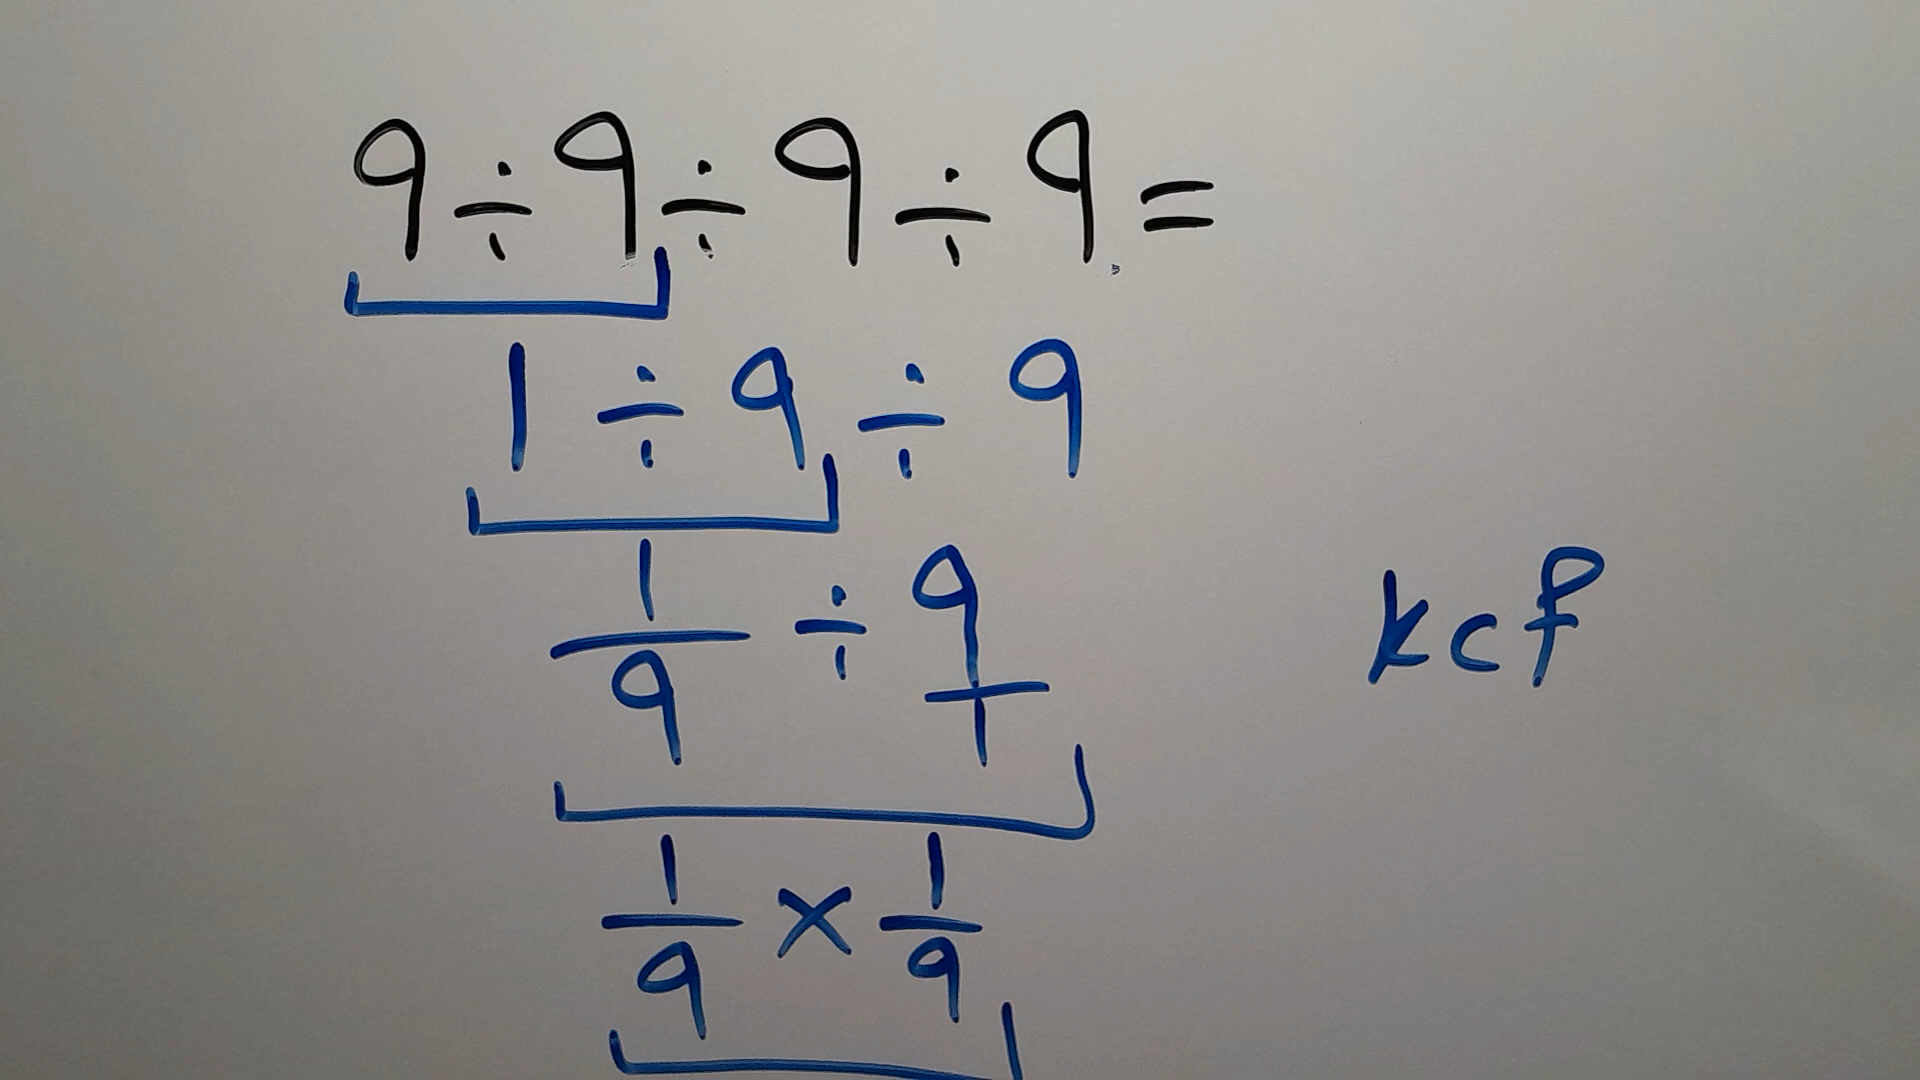 9 ÷ 9 ÷ 9 ÷ 9 =
1 ÷ 9 ÷ 9
1/9 ÷ 9/1
kcf
1/9 × 1/9